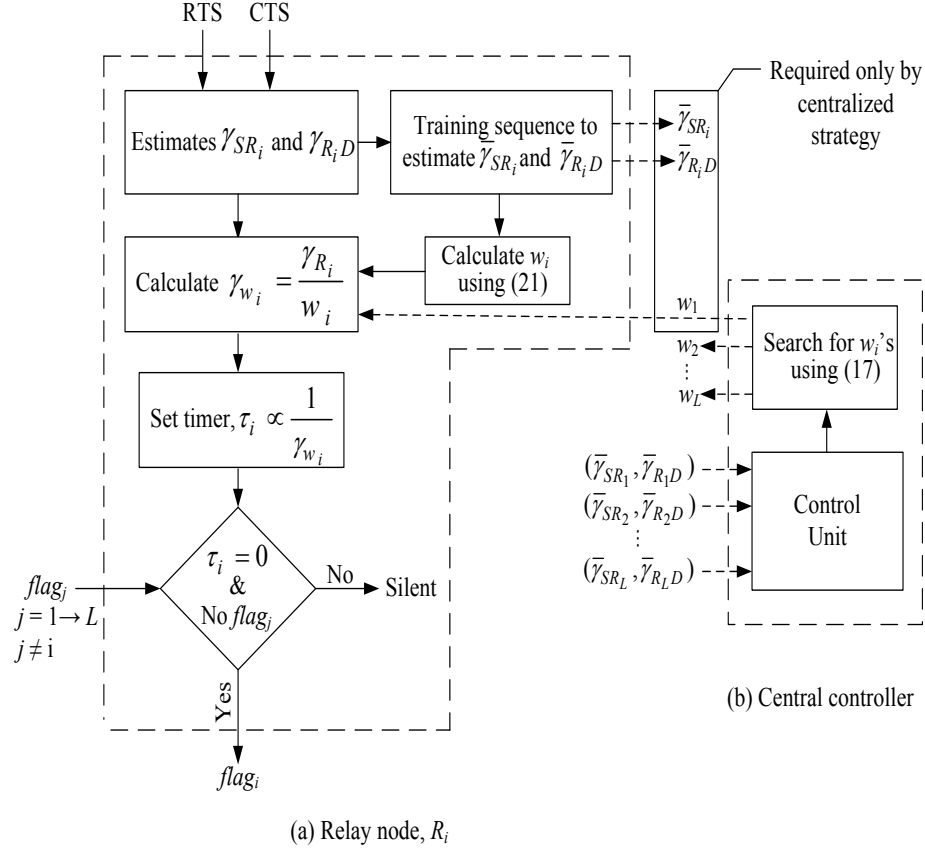 RTS CTS
Estimates γ_{SR_i} and γ_{R_iD}
Training sequence to
estimate γ̄_{SR_i} and γ̄_{R_iD}
γ̄_{SR_i}
γ̄_{R_iD}
Required only by
centralized
strategy
Calculate γ_{w_i} = γ_{R_i} / w_i
Calculate w_i
using (21)
w_1
w_2
⋮
w_L
Search for w_i's
using (17)
Set timer, τ_i ∝ 1 / γ_{w_i}
(γ̄_{SR_1}, γ̄_{R_1D})
(γ̄_{SR_2}, γ̄_{R_2D})
⋮
(γ̄_{SR_L}, γ̄_{R_LD})
Control
Unit
flag_j
j = 1 → L
j ≠ i
τ_i = 0
&
No flag_j
No
Silent
Yes
flag_i
(b) Central controller
(a) Relay node, R_i